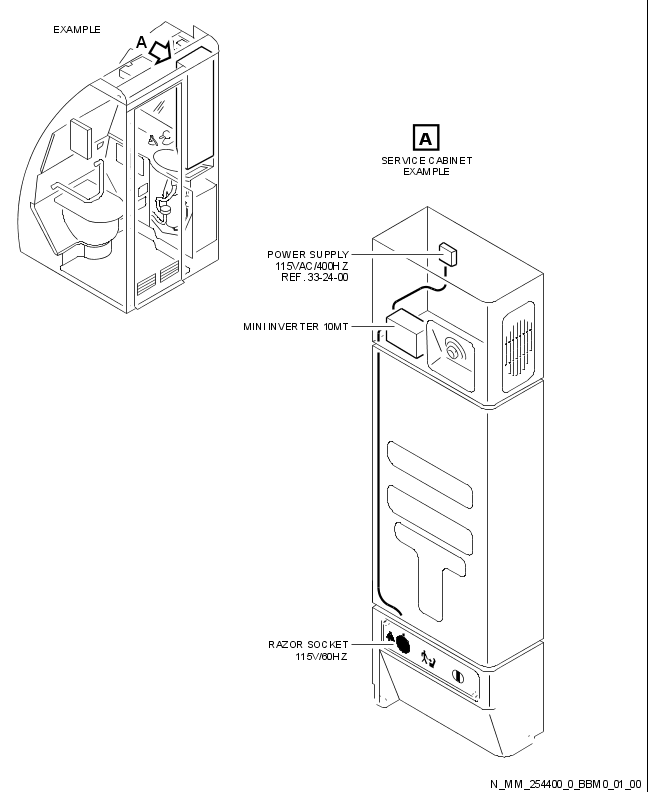 EXAMPLE
A
A
SERVICE CABINET
EXAMPLE
POWER SUPPLY
115VAC/400HZ
REF. 33-24-00
MINI INVERTER 10MT
RAZOR SOCKET
115V/60HZ
N_MM_254400_0_BBM0_01_00